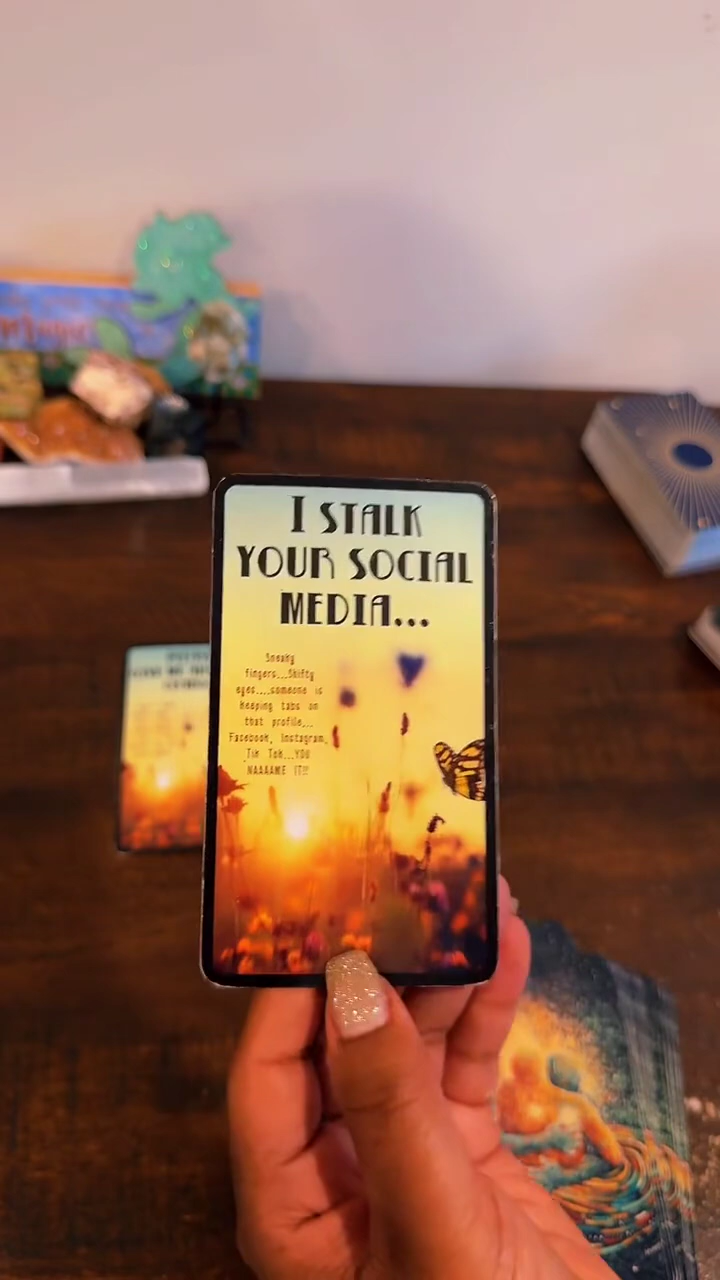 I STALK
YOUR SOCIAL
MEDIA...
Sneaky
fingers...Shifty
eyes....someone is
keeping tabs on
that profile...
Facebook, Instagram,
Tik Tok...YOU
NAAAAME IT!!